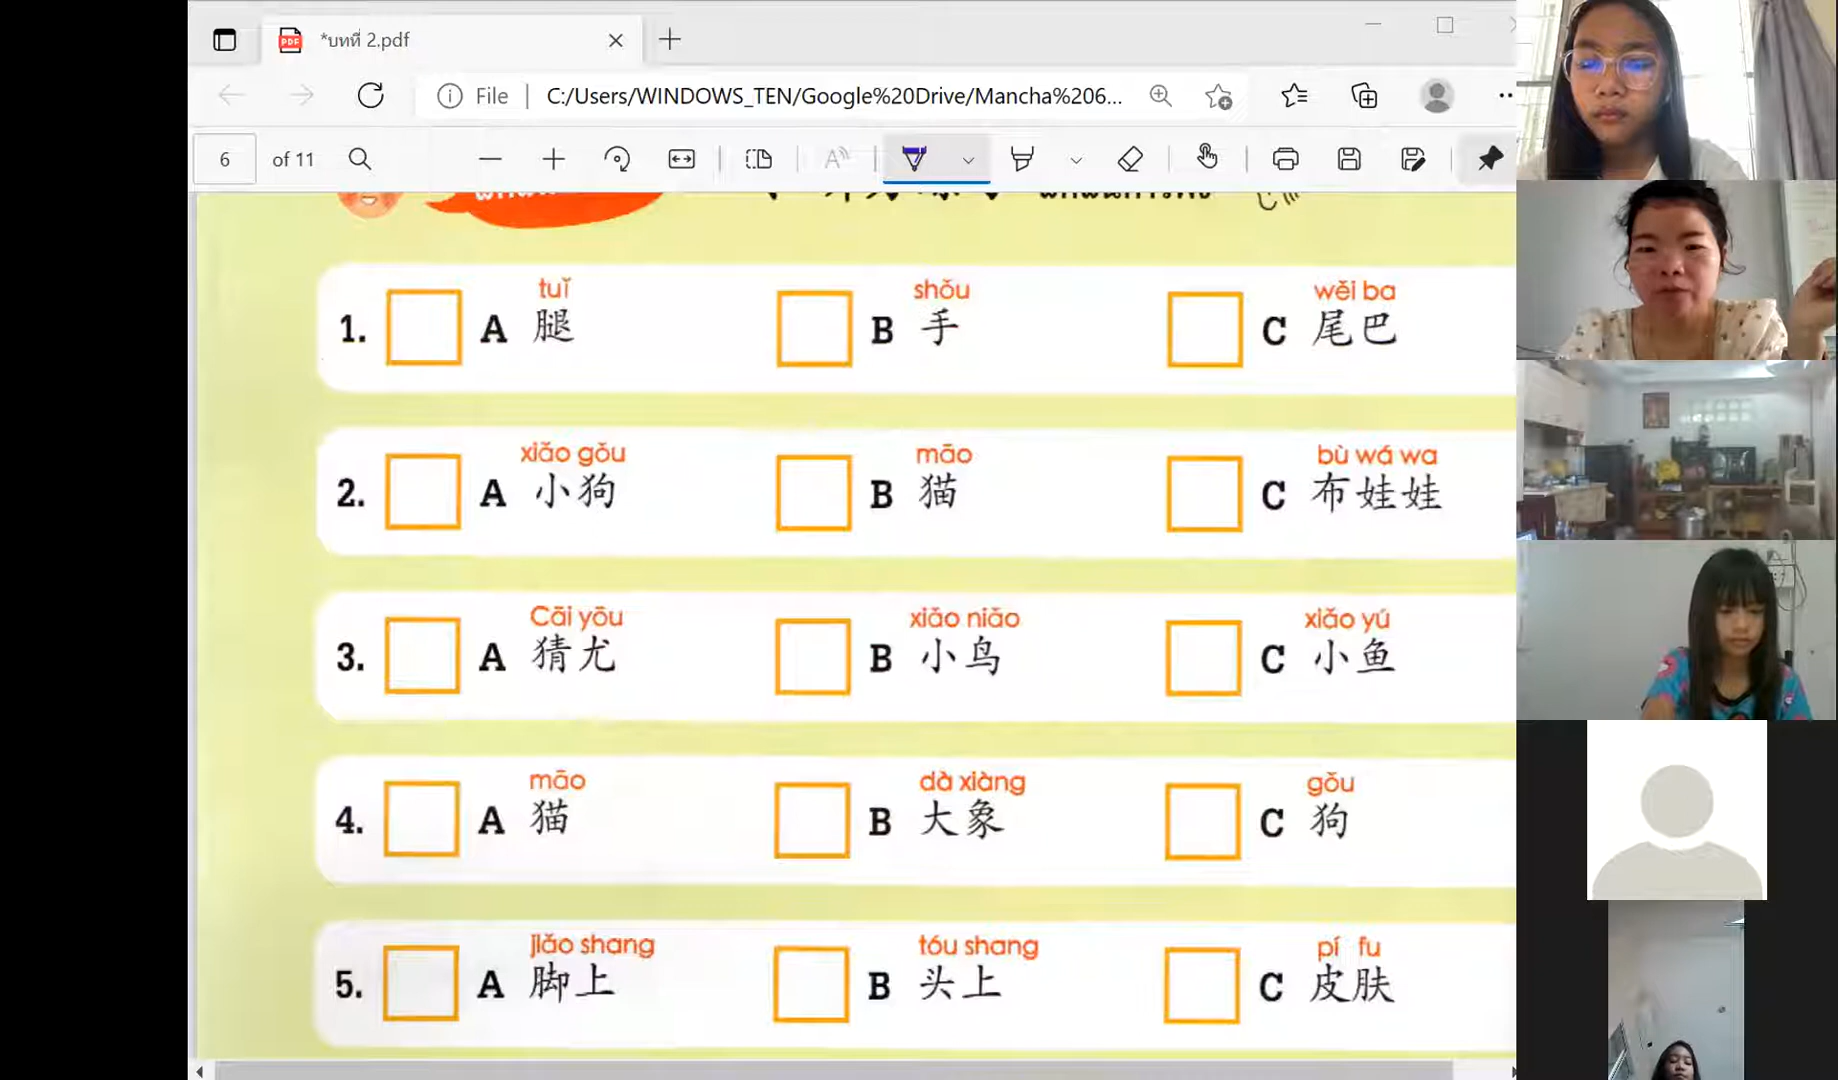 *บทที่ 2.pdf
File
C:/Users/WINDOWS_TEN/Google%20Drive/Mancha%206...
6 of 11
tuǐ shǒu wěi ba
1. A 腿 B 手 C 尾巴
xiǎo gǒu māo bù wá wa
2. A 小狗 B 猫 C 布娃娃
Cāi yōu xiǎo niǎo xiǎo yú
3. A 猜尤 B 小鸟 C 小鱼
māo dà xiàng gǒu
4. A 猫 B 大象 C 狗
jiǎo shang tóu shang pí fu
5. A 脚上 B 头上 C 皮肤